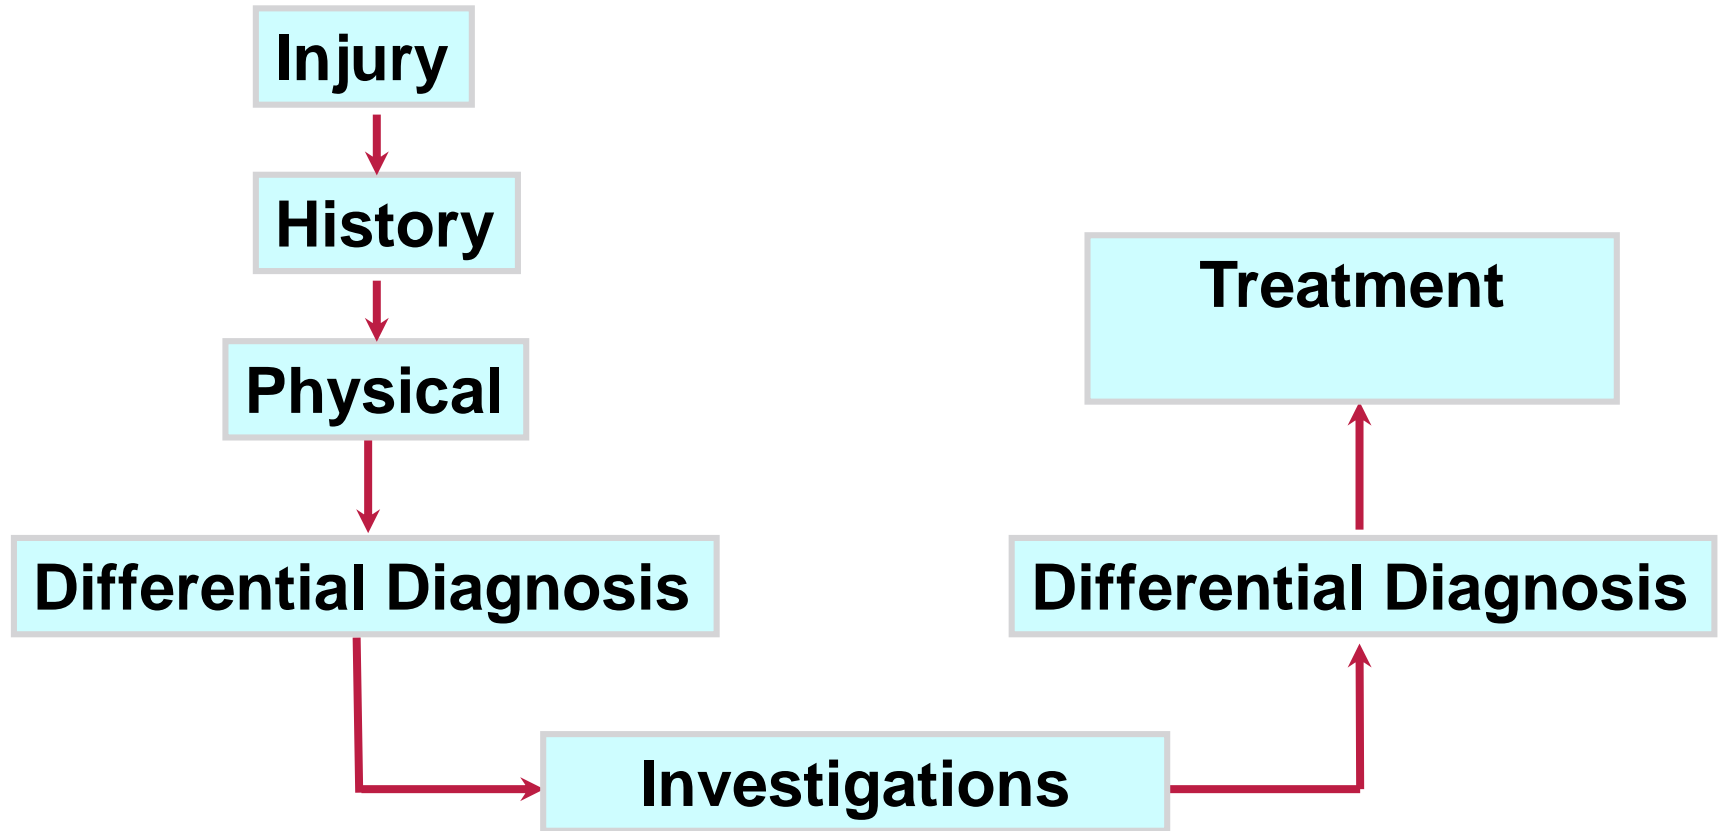 Injury
History
Physical
Differential Diagnosis
Investigations
Differential Diagnosis
Treatment